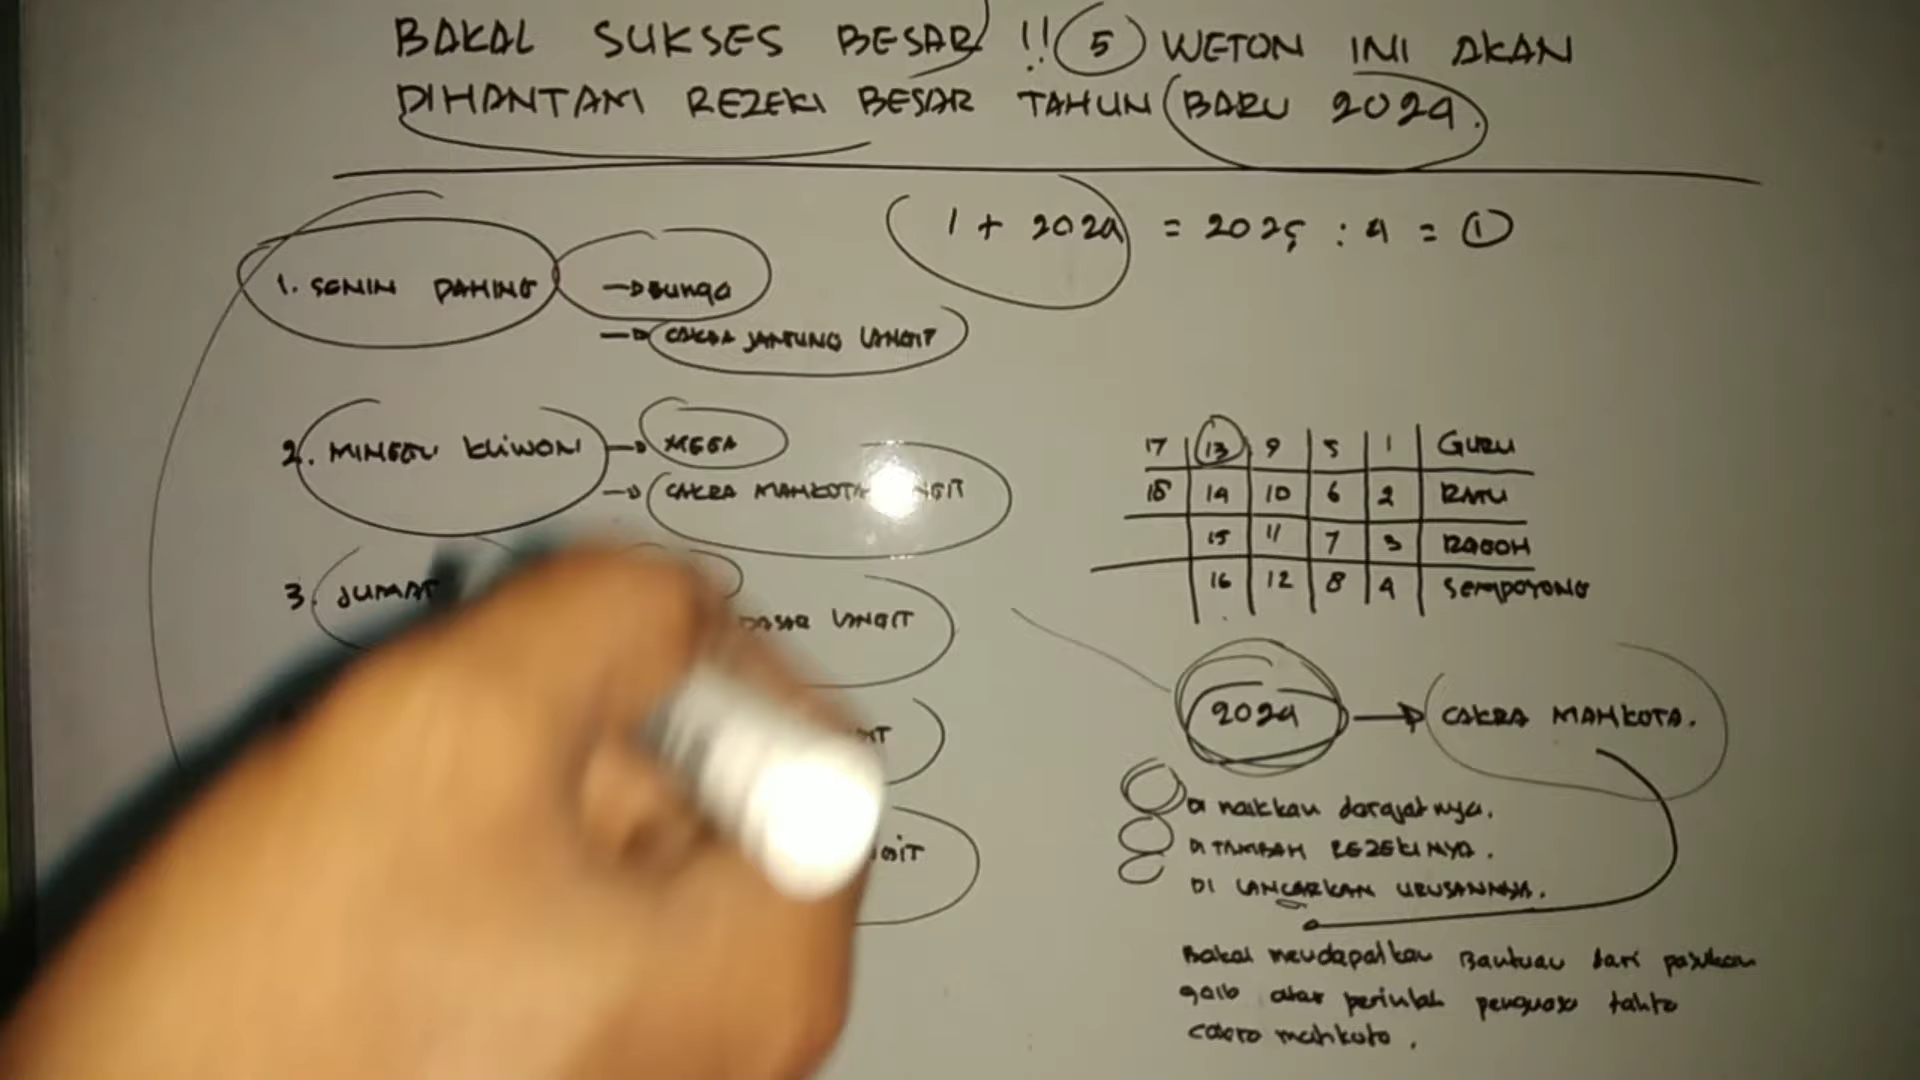 BAKAL SUKSES BESAR !! 5 WETON INI AKAN
DIHANTAM REZEKI BESAR TAHUN BARU 2024.
1 + 2024 = 2025 : 4 = 1
1. SENIN PAHING → BUNGA
→ CAKRA JANTUNG LANGIT
2. MINGGU KLIWON → MEGA
→ CAKRA MAHKOTA
3. JUMAT
DASAR LANGIT
17 13 9 5 1 GURU
18 14 10 6 2 RATU
15 11 7 3 ROGOH
16 12 8 4 SEMPOYONG
2024 → CAKRA MAHKOTA.
DI naikkan darajatnya.
DI TAMBAH REZEKINYA.
DI LANCARKAN URUSANNYA.
Bakal mendapatkan Bantuan dari pasukan
gaib atas perintah penguasa tahta
cakra mahkota.